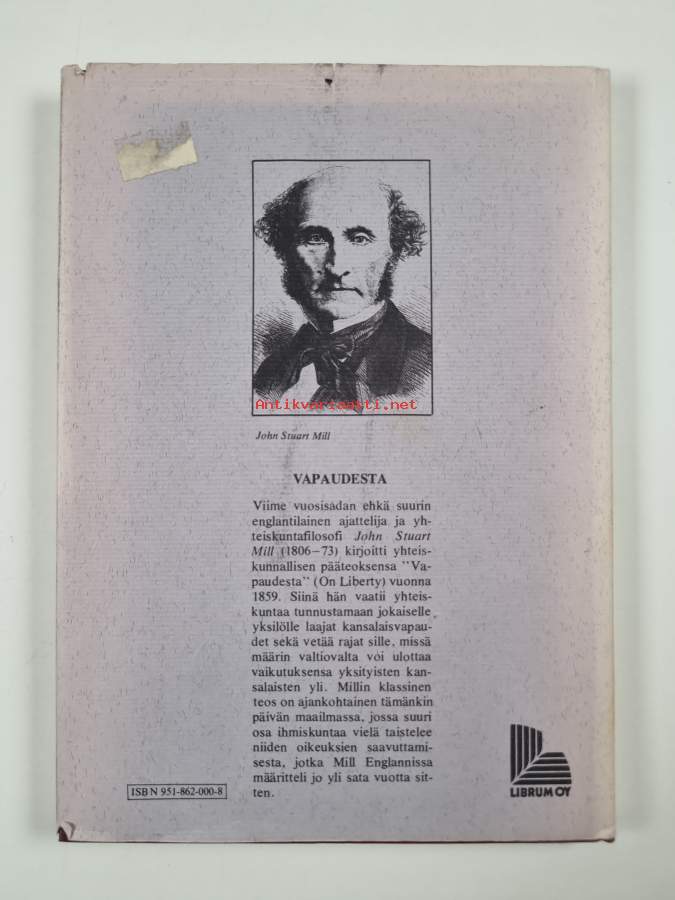 Antikvariaatti.net
John Stuart Mill
VAPAUDESTA
Viime vuosisadan ehkä suurin
englantilainen ajattelija ja yh-
teiskuntafilosofi John Stuart
Mill (1806–73) kirjoitti yhteis-
kunnallisen pääteoksensa "Va-
paudesta" (On Liberty) vuonna
1859. Siinä hän vaatii yhteis-
kuntaa tunnustamaan jokaiselle
yksilölle laajat kansalaisvapau-
det sekä vetää rajat sille, missä
määrin valtiovalta voi ulottaa
vaikutuksensa yksityisten kan-
salaisten yli. Millin klassinen
teos on ajankohtainen tämänkin
päivän maailmassa, jossa suuri
osa ihmiskuntaa vielä taistelee
niiden oikeuksien saavuttami-
sesta, jotka Mill Englannissa
määritteli jo yli sata vuotta sit-
ten.
ISBN 951-862-000-8
LIBRUM OY